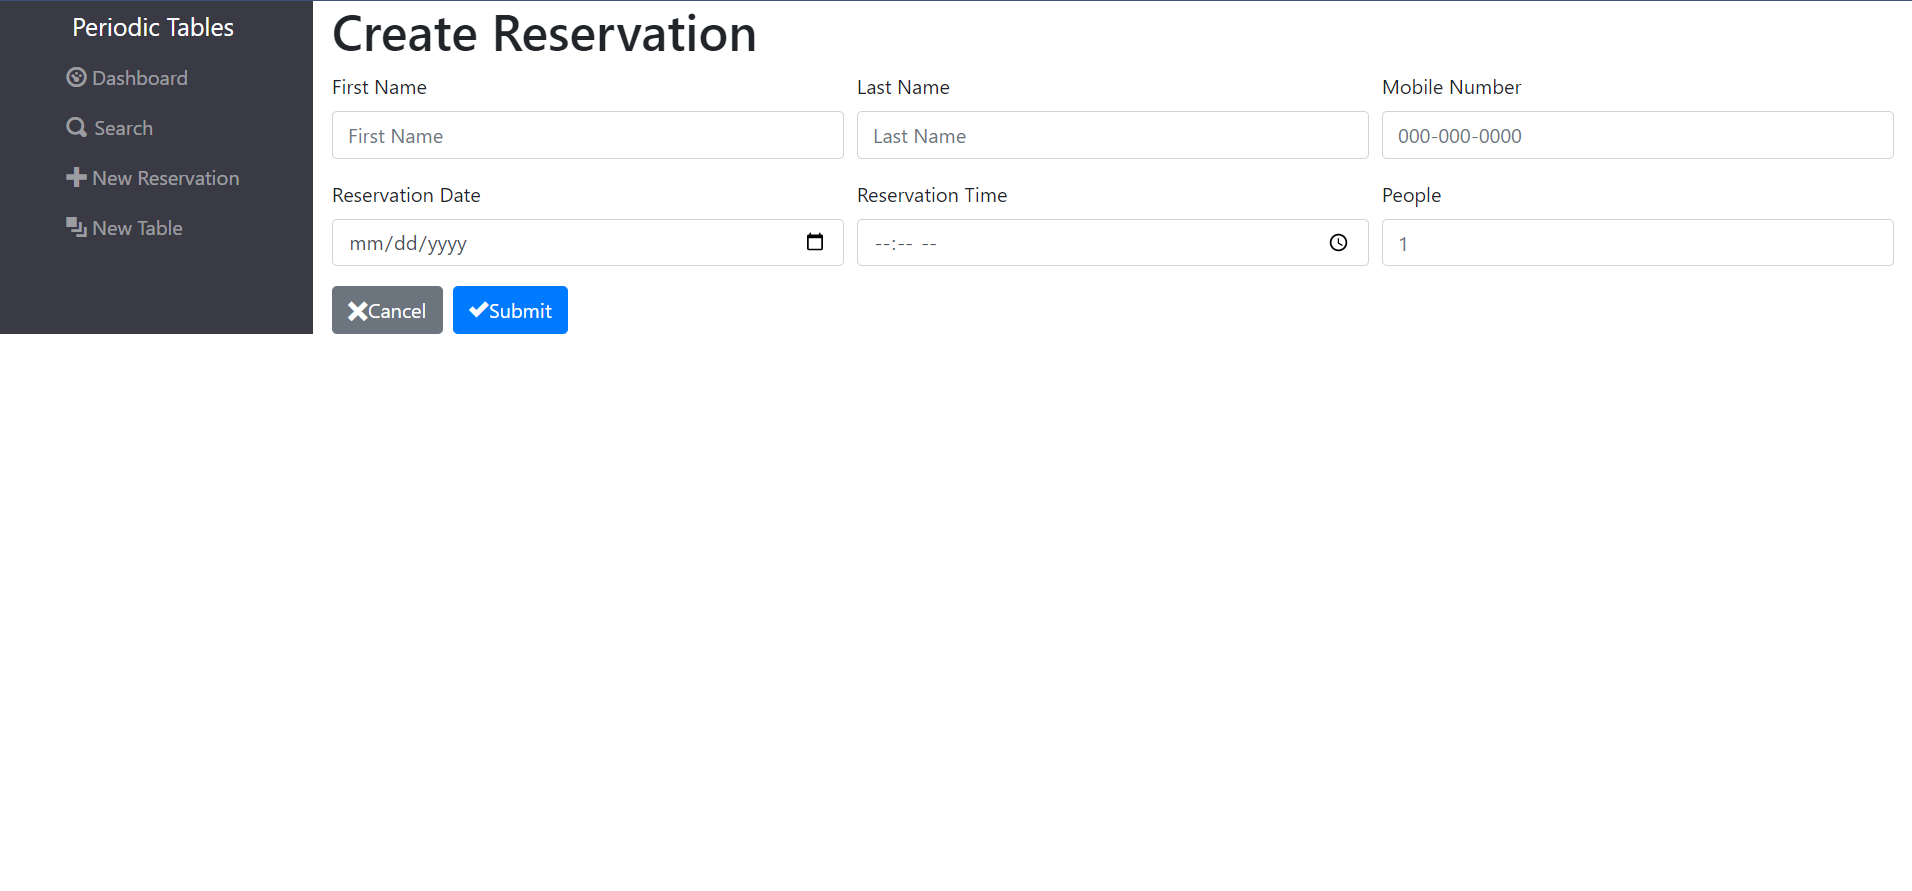 Periodic Tables
Dashboard
Search
New Reservation
New Table
Create Reservation
First Name Last Name Mobile Number
First Name Last Name 000-000-0000
Reservation Date Reservation Time People
mm/dd/yyyy --:-- -- 1
Cancel Submit